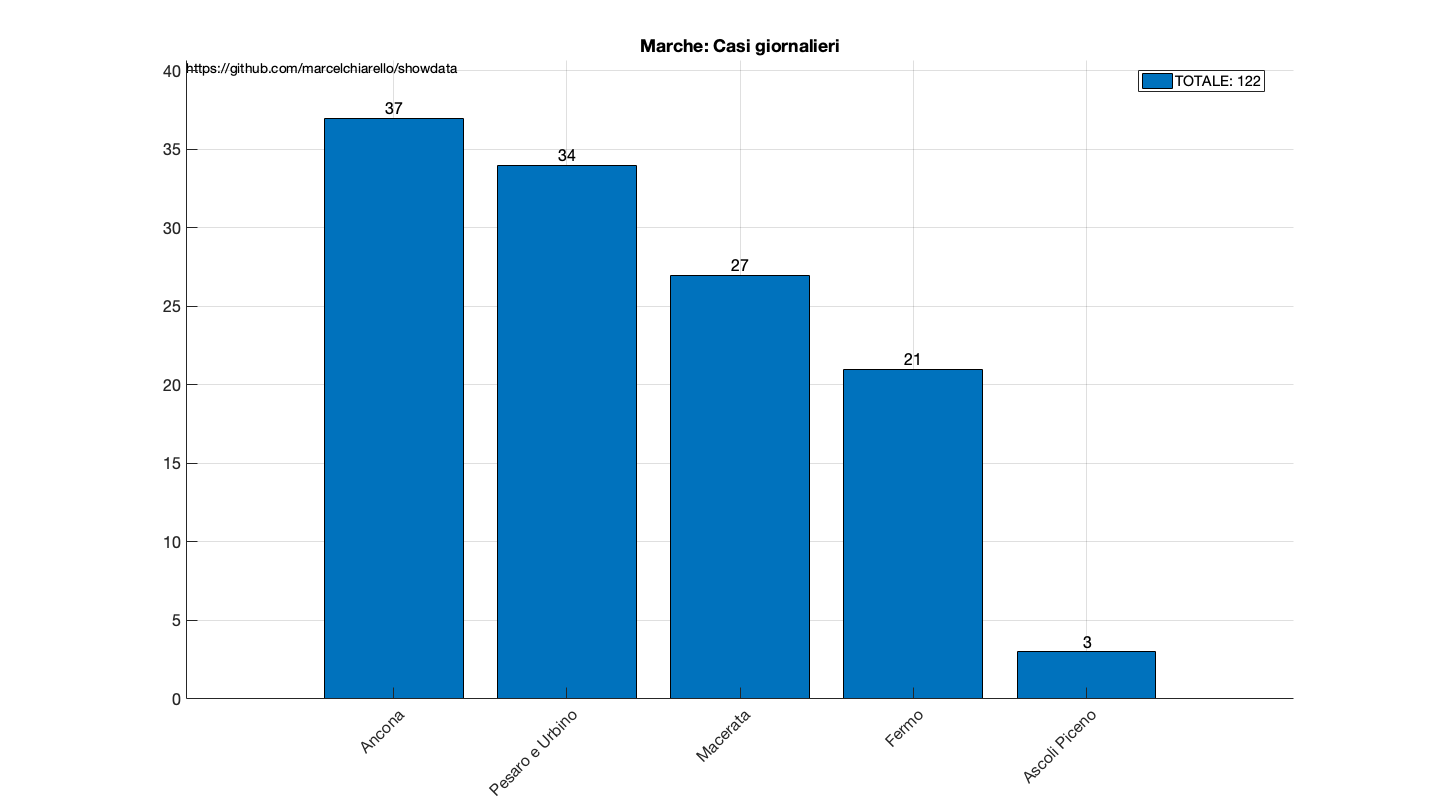 Marche: Casi giornalieri
https://github.com/marcelchiarello/showdata
TOTALE: 122
40
35
30
25
20
15
10
5
0
37
34
27
21
3
Ancona
Pesaro e Urbino
Macerata
Fermo
Ascoli Piceno